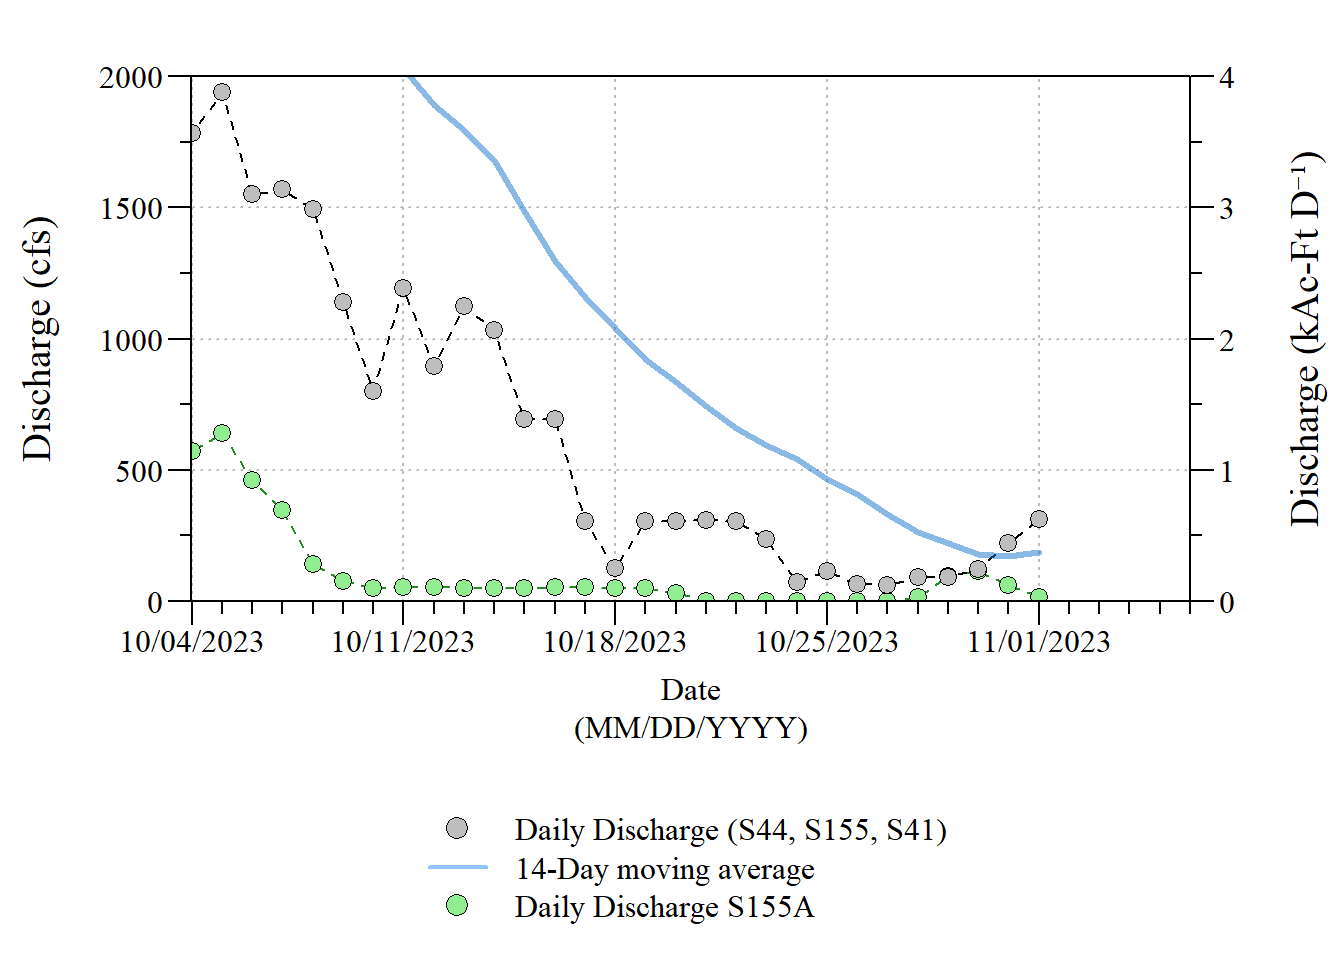 2000
1500
1000
500
0
Discharge (cfs)
4
3
2
1
0
Discharge (kAc-Ft D⁻¹)
10/04/2023
10/11/2023
10/18/2023
10/25/2023
11/01/2023
Date
(MM/DD/YYYY)
Daily Discharge (S44, S155, S41)
14-Day moving average
Daily Discharge S155A